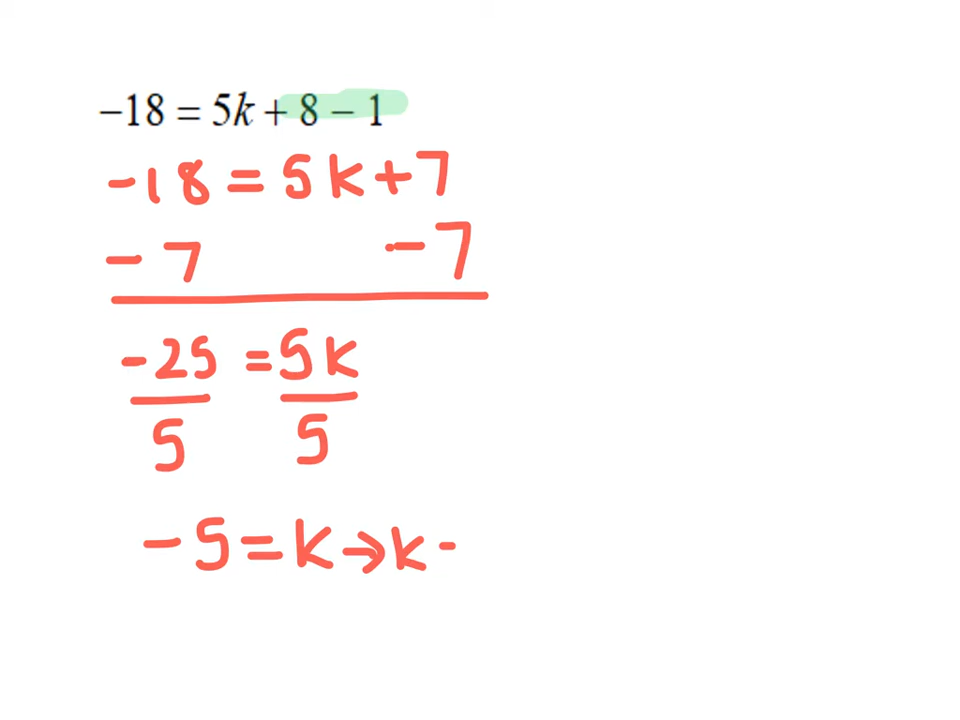 −18 = 5k + 8 − 1
-18 = 5k+7
-7 -7
-25 = 5k
5 5
-5 = k → k -